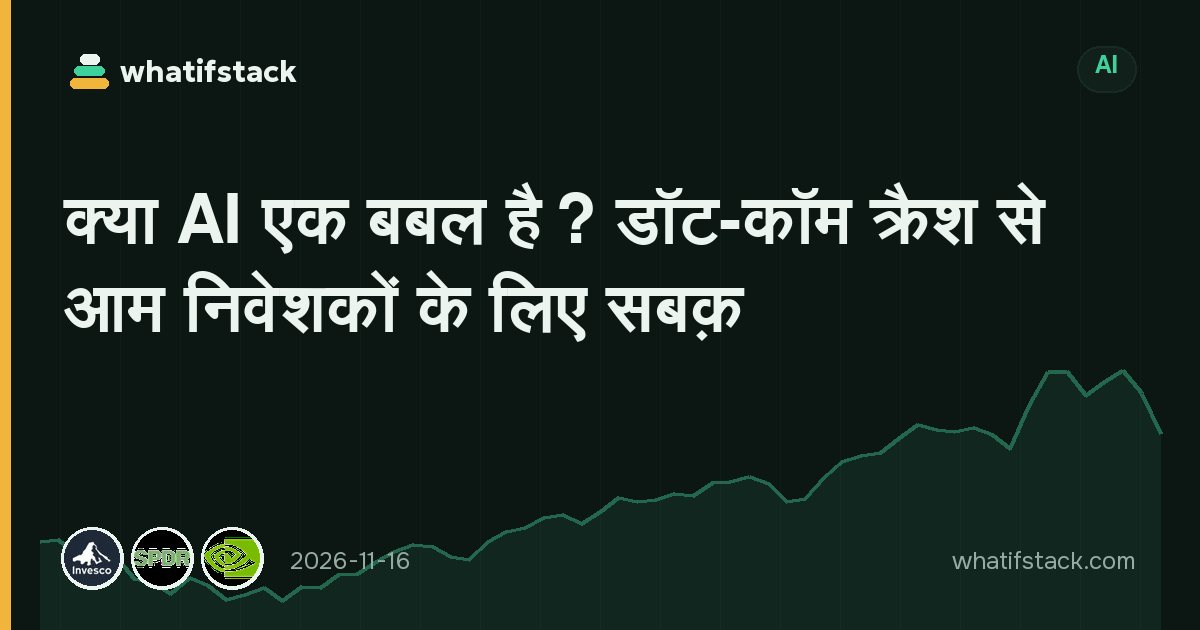 whatifstack
AI
क्या AI एक बबल है? डॉट-कॉम क्रैश से
आम निवेशकों के लिए सबक़
Invesco
SPDR
2026-11-16
whatifstack.com